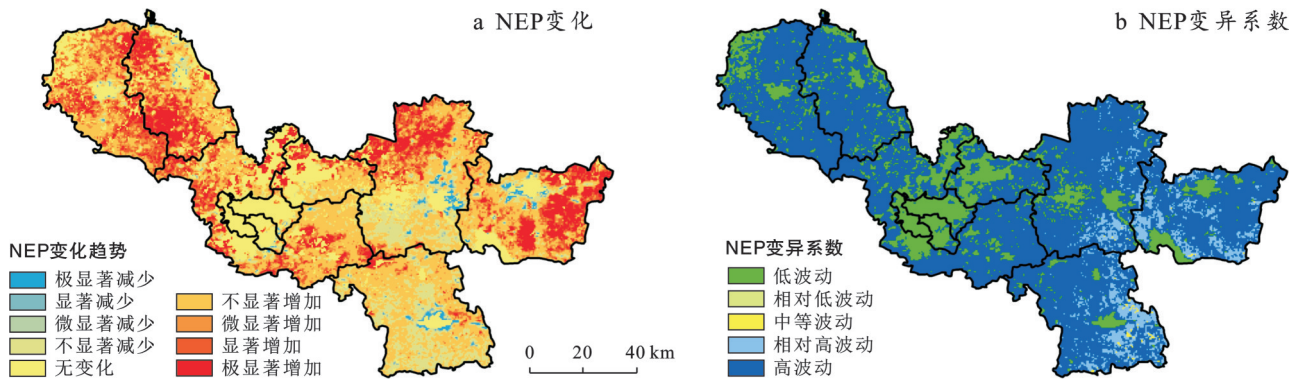 a NEP变化
NEP变化趋势
极显著减少
显著减少
微显著减少
不显著减少
无变化
不显著增加
微显著增加
显著增加
极显著增加
0 20 40 km
b NEP变异系数
NEP变异系数
低波动
相对低波动
中等波动
相对高波动
高波动